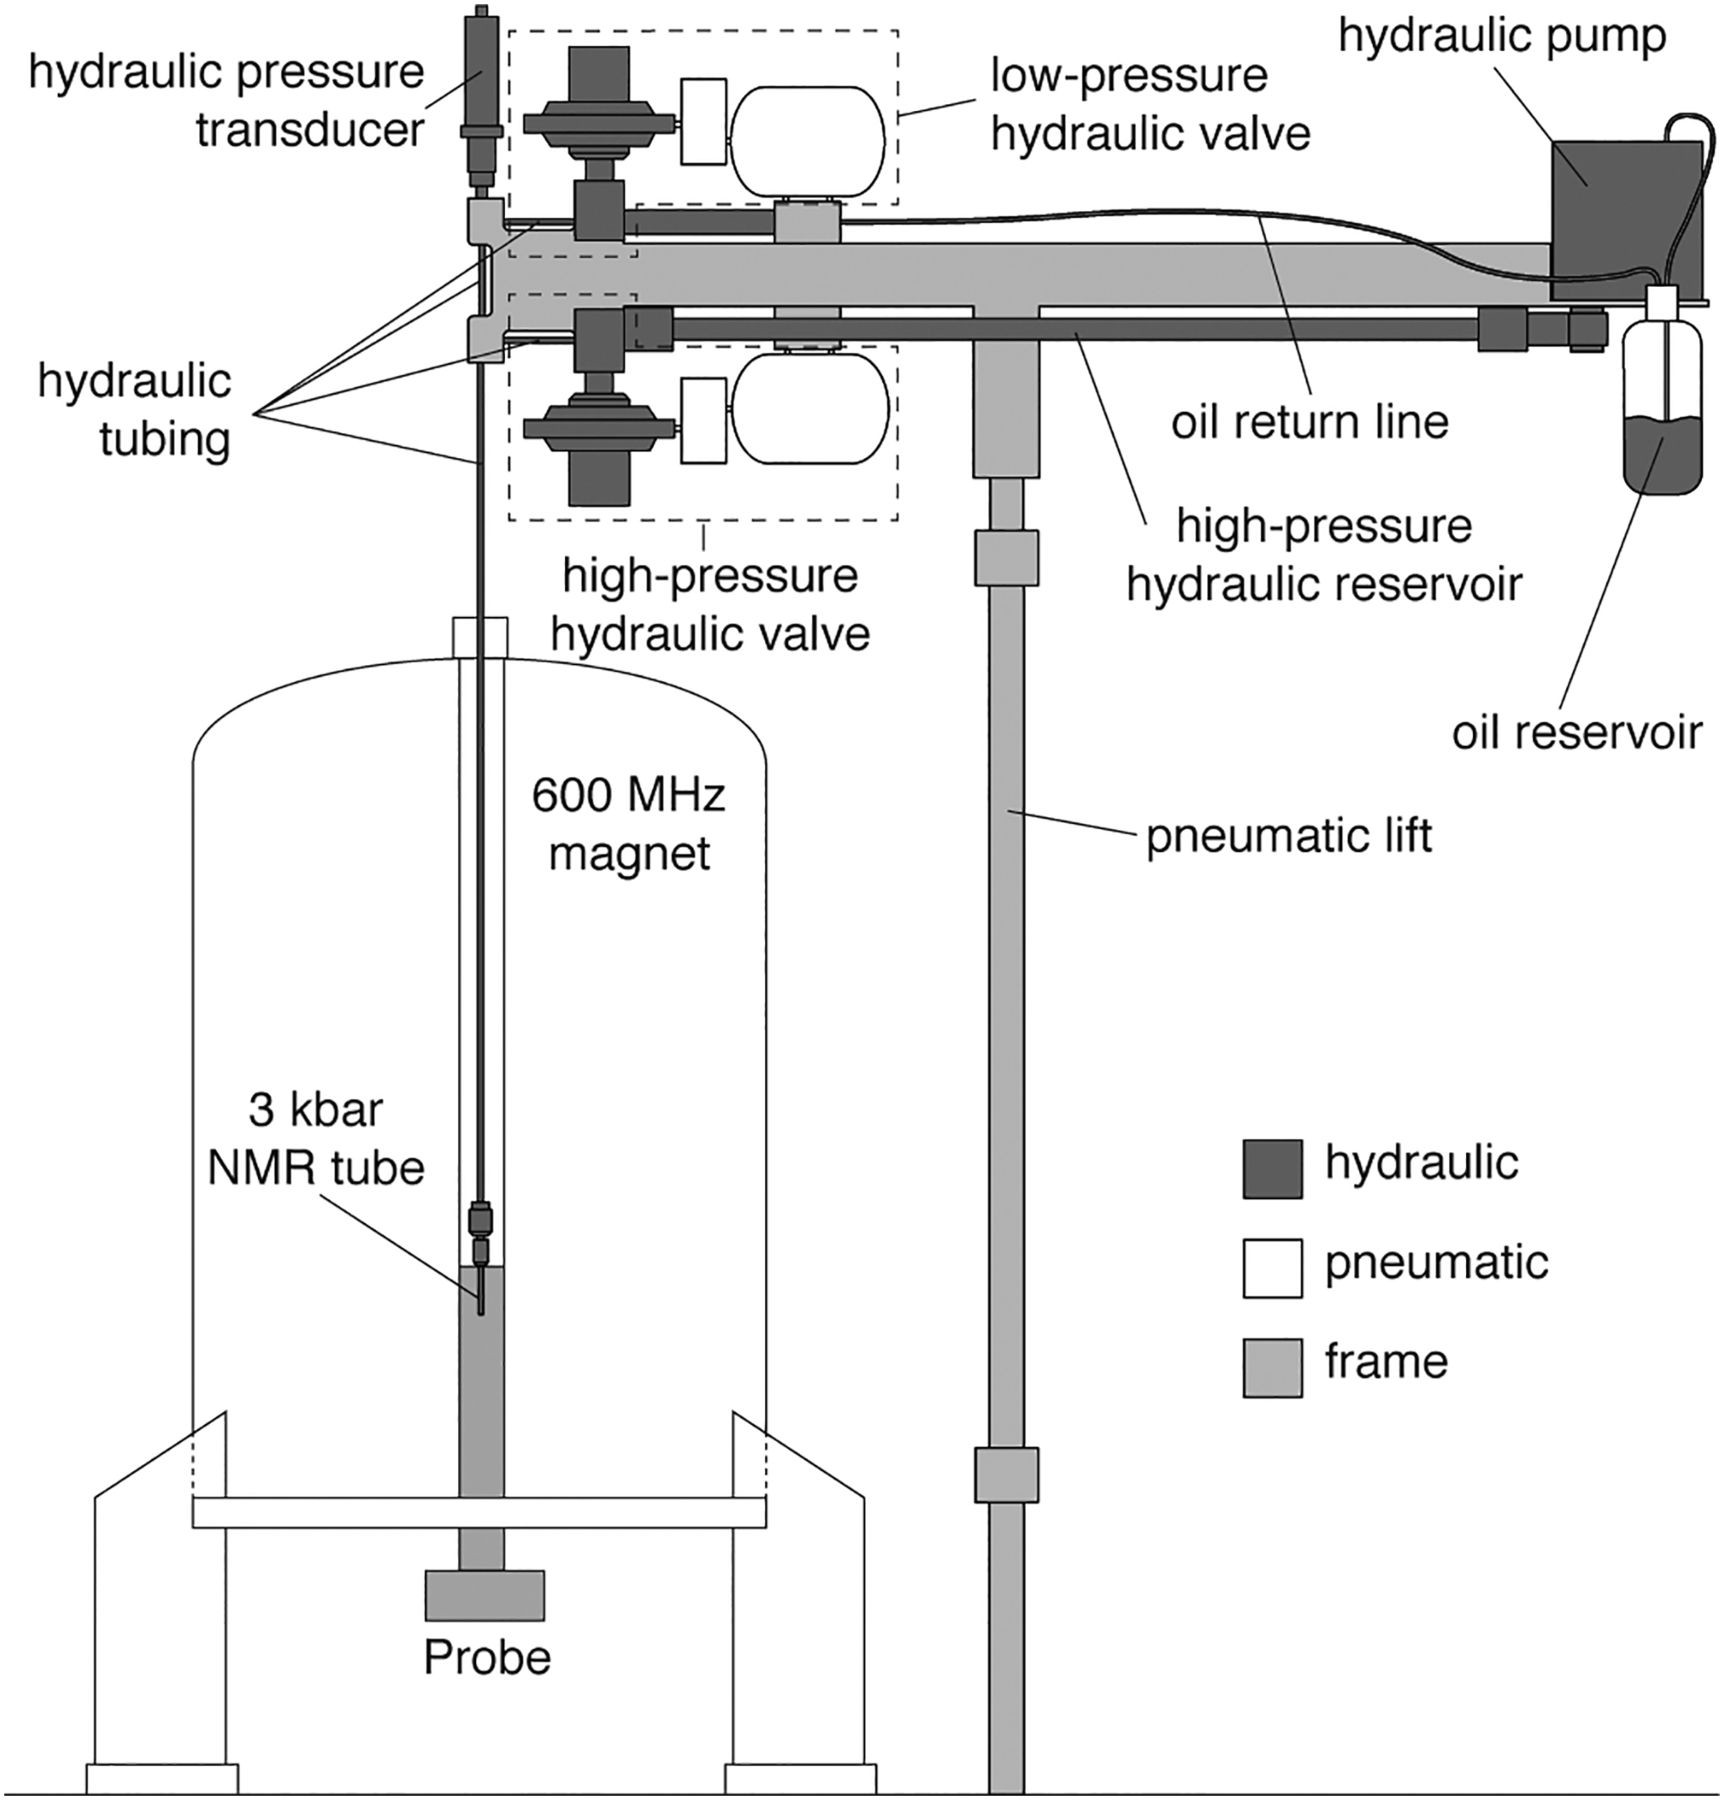 hydraulic pressure
transducer
low-pressure
hydraulic valve
hydraulic pump
hydraulic
tubing
oil return line
high-pressure
hydraulic reservoir
high-pressure
hydraulic valve
oil reservoir
600 MHz
magnet
pneumatic lift
3 kbar
NMR tube
hydraulic
pneumatic
frame
Probe